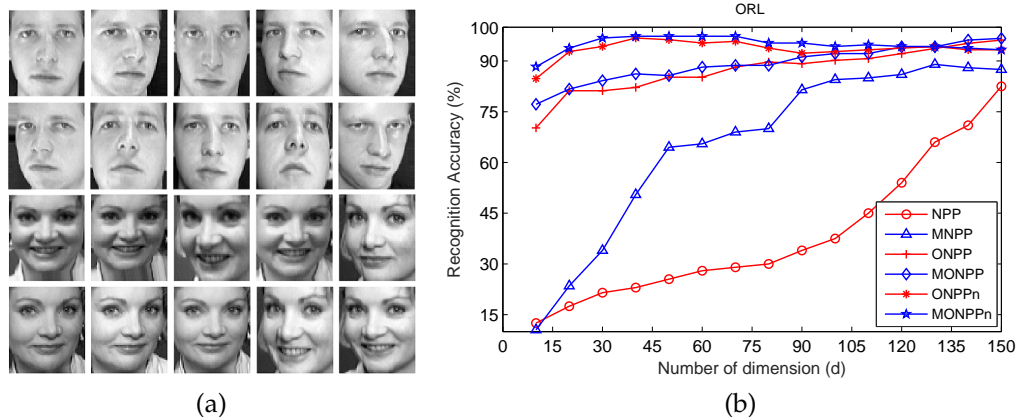 ORL
Recognition Accuracy (%)
100
90
75
60
45
30
15
NPP
MNPP
ONPP
MONPP
ONPPn
MONPPn
0 15 30 45 60 75 90 105 120 135 150
Number of dimension (d)
(a) (b)